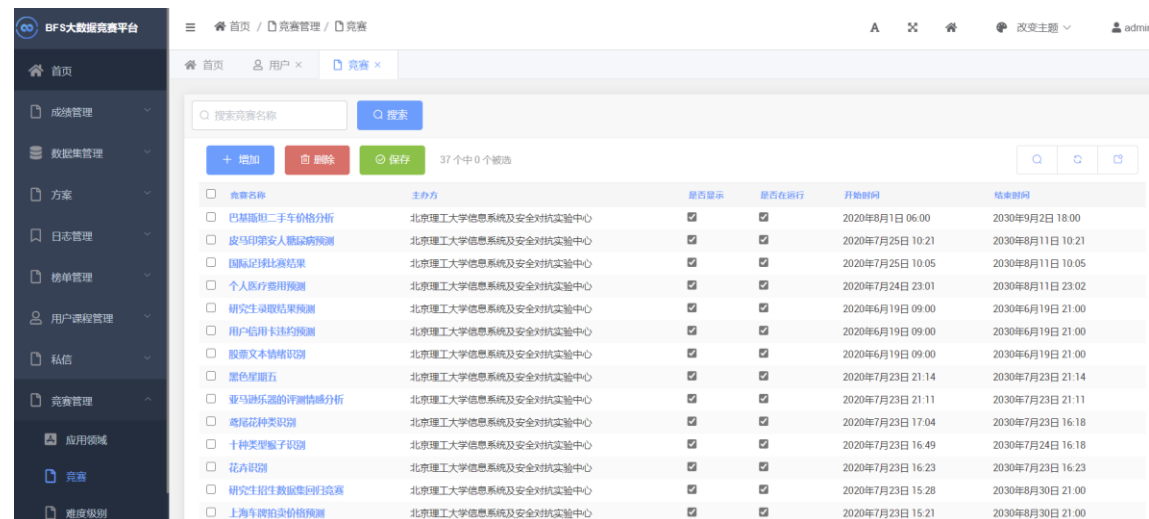 BFS大数据竞赛平台
首页 / 竞赛管理 / 竞赛
A 改变主题 admin
首页 用户 × 竞赛 ×
首页
成绩管理
数据集管理
方案
日志管理
榜单管理
用户课程管理
私信
竞赛管理
应用领域
竞赛
难度级别
搜索竞赛名称 搜索
+ 增加 删除 保存 37 个中 0 个被选
竞赛名称 主办方 是否显示 是否在运行 开始时间 结束时间
巴基斯坦二手车价格分析 北京理工大学信息系统及安全对抗实验中心 2020年8月1日 06:00 2030年9月2日 18:00
皮马印第安人糖尿病预测 北京理工大学信息系统及安全对抗实验中心 2020年7月25日 10:21 2030年8月11日 10:21
国际足球比赛结果 北京理工大学信息系统及安全对抗实验中心 2020年7月25日 10:05 2030年8月11日 10:05
个人医疗费用预测 北京理工大学信息系统及安全对抗实验中心 2020年7月24日 23:01 2030年8月11日 23:02
研究生录取结果预测 北京理工大学信息系统及安全对抗实验中心 2020年6月19日 09:00 2030年6月19日 21:00
用户信用卡违约预测 北京理工大学信息系统及安全对抗实验中心 2020年6月19日 09:00 2030年6月19日 21:00
股票文本情绪识别 北京理工大学信息系统及安全对抗实验中心 2020年6月19日 09:00 2030年6月19日 21:00
黑色星期五 北京理工大学信息系统及安全对抗实验中心 2020年7月23日 21:14 2030年7月23日 21:14
亚马逊乐器的评测情感分析 北京理工大学信息系统及安全对抗实验中心 2020年7月23日 21:11 2030年7月23日 21:11
鸢尾花种类识别 北京理工大学信息系统及安全对抗实验中心 2020年7月23日 17:04 2030年7月23日 16:18
十种类型猴子识别 北京理工大学信息系统及安全对抗实验中心 2020年7月23日 16:49 2030年7月24日 16:18
花卉识别 北京理工大学信息系统及安全对抗实验中心 2020年7月23日 16:23 2030年7月23日 16:23
研究生招生数据集回归竞赛 北京理工大学信息系统及安全对抗实验中心 2020年7月23日 15:28 2030年8月30日 21:00
上海车牌拍卖价格预测 北京理工大学信息系统及安全对抗实验中心 2020年7月23日 15:21 2030年8月30日 21:00